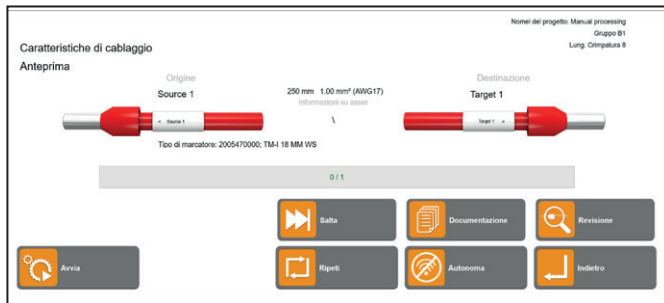 Nomel del progetto: Manual processing
Gruppo B1
Lung. Crimpatura 8
Caratteristiche di cablaggio
Anteprima
Origine
Source 1
250 mm 1,00 mm² (AWG17)
Informazioni su asser
\
Destinazione
Target 1
< Source 1
Target 1 >
Tipo di marcatore: 2005470000; TM-I 18 MM WS
0 / 1
Salta
Documentazione
Revisione
Avvia
Ripeti
Autonoma
Indietro